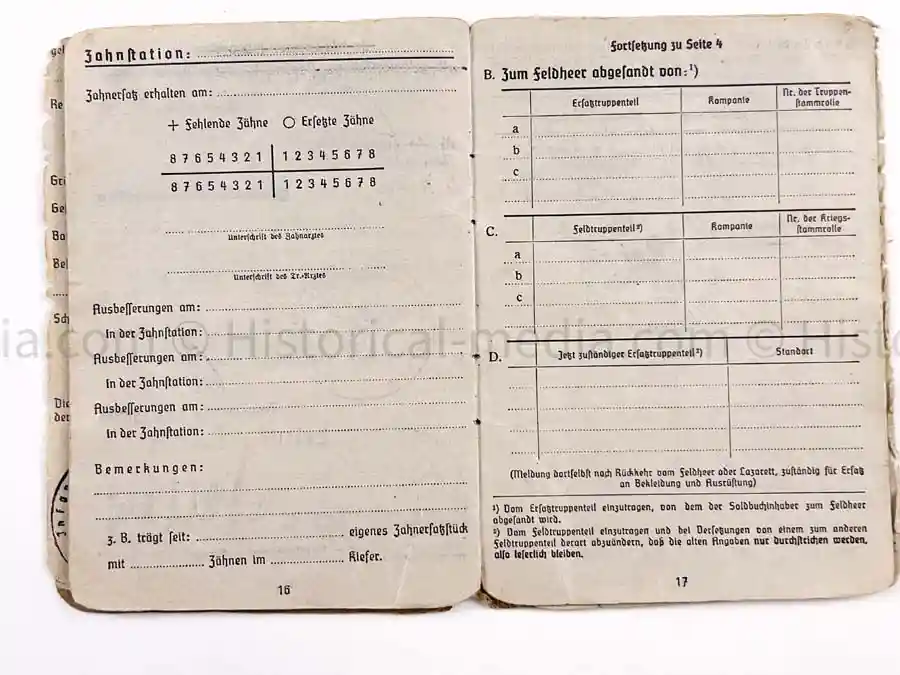 Zahnstation:
Zahnersatz erhalten am:
+ Fehlende Zähne ○ Ersetzte Zähne
8 7 6 5 4 3 2 1 1 2 3 4 5 6 7 8
8 7 6 5 4 3 2 1 1 2 3 4 5 6 7 8
Unterschrift des Zahnarztes
Unterschrift des Tr.-Arztes
Ausbesserungen am:
In der Zahnstation:
Ausbesserungen am:
In der Zahnstation:
Ausbesserungen am:
In der Zahnstation:
Bemerkungen:
z. B. trägt seit: eigenes Zahnersatzstück
mit Zähnen im Kiefer.
16
Fortsetzung zu Seite 4
B. Zum Feldheer abgesandt von:¹)
Ersatztruppenteil Kompanie Nr. der Truppen-
stammrolle
a
b
c
C. Feldtruppenteil²) Kompanie Nr. der Kriegs-
stammrolle
a
b
c
D. Jetzt zuständiger Ersatztruppenteil²) Standort
(Meldung dortselbst nach Rückkehr vom Feldheer oder Lazarett, zuständig für Ersatz
an Bekleidung und Ausrüstung)
¹) Vom Ersatztruppenteil einzutragen, von dem der Soldbuchinhaber zum Feldheer
abgesandt wird.
²) Vom Feldtruppenteil einzutragen und bei Versetzungen von einem zum anderen
Feldtruppenteil derart abzuändern, daß die alten Angaben nur durchstrichen werden,
also leserlich bleiben.
17
© Historical-media.com ©